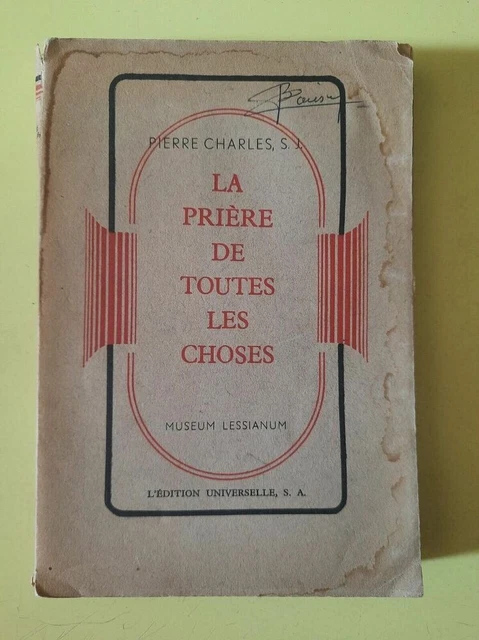 PIERRE CHARLES, S. J.
LA
PRIÈRE
DE
TOUTES
LES
CHOSES
MUSEUM LESSIANUM
L'ÉDITION UNIVERSELLE, S. A.